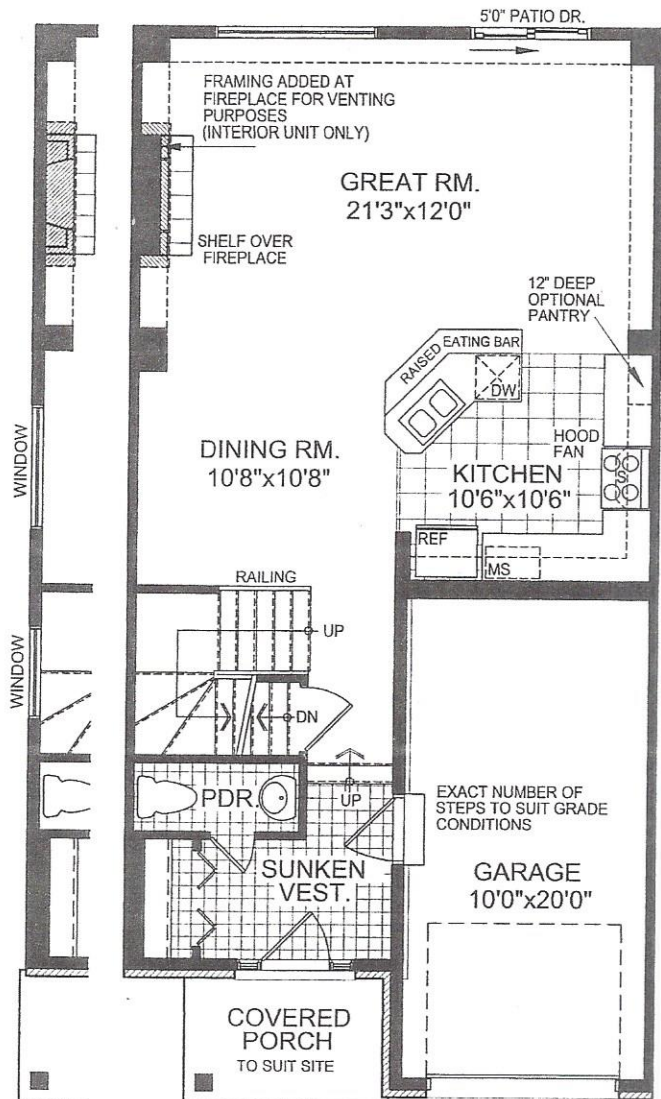 5'0" PATIO DR.
FRAMING ADDED AT
FIREPLACE FOR VENTING
PURPOSES
(INTERIOR UNIT ONLY)
GREAT RM.
21'3"x12'0"
SHELF OVER
FIREPLACE
12" DEEP
OPTIONAL
PANTRY
RAISED EATING BAR
DW
WINDOW
DINING RM.
10'8"x10'8"
HOOD
FAN
S
KITCHEN
10'6"x10'6"
REF
MS
RAILING
UP
WINDOW
DN
UP
PDR.
EXACT NUMBER OF
STEPS TO SUIT GRADE
CONDITIONS
SUNKEN
VEST.
GARAGE
10'0"x20'0"
COVERED
PORCH
TO SUIT SITE